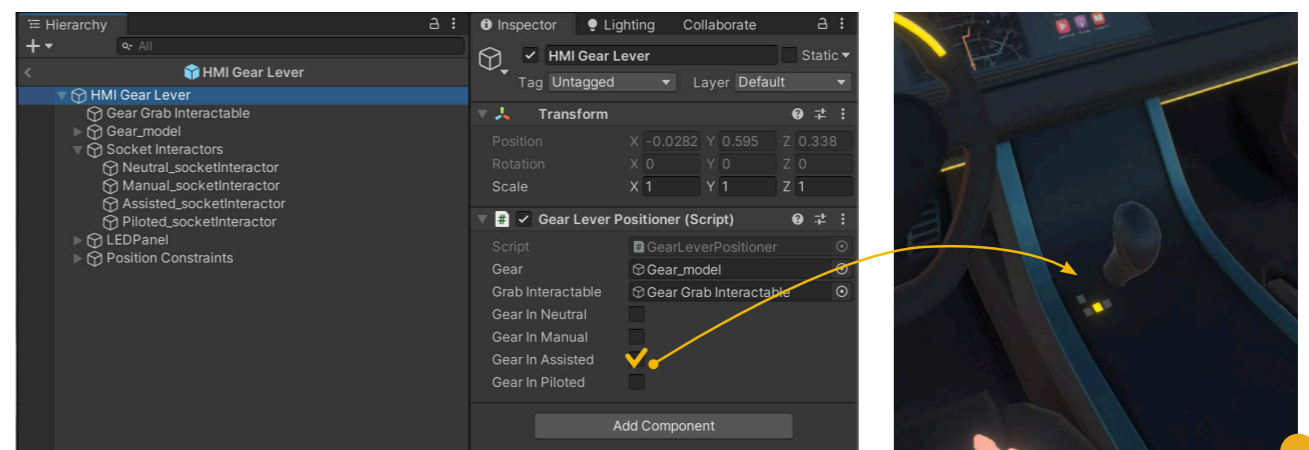 Hierarchy
All
HMI Gear Lever
HMI Gear Lever
Gear Grab Interactable
Gear_model
Socket Interactors
Neutral_socketInteractor
Manual_socketInteractor
Assisted_socketInteractor
Piloted_socketInteractor
LEDPanel
Position Constraints
Inspector Lighting Collaborate
HMI Gear Lever Static
Tag Untagged Layer Default
Transform
Position X -0.0282 Y 0.595 Z 0.338
Rotation X 0 Y 0 Z 0
Scale X 1 Y 1 Z 1
# Gear Lever Positioner (Script)
Script # GearLeverPositioner
Gear Gear_model
Grab Interactable Gear Grab Interactable
Gear In Neutral
Gear In Manual
Gear In Assisted
Gear In Piloted
Add Component